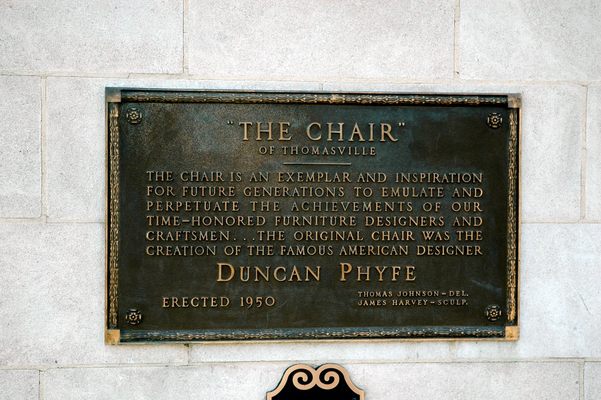 "THE CHAIR"
OF THOMASVILLE
THE CHAIR IS AN EXEMPLAR AND INSPIRATION
FOR FUTURE GENERATIONS TO EMULATE AND
PERPETUATE THE ACHIEVEMENTS OF OUR
TIME-HONORED FURNITURE DESIGNERS AND
CRAFTSMEN...THE ORIGINAL CHAIR WAS THE
CREATION OF THE FAMOUS AMERICAN DESIGNER
DUNCAN PHYFE
ERECTED 1950
THOMAS JOHNSON-DEL.
JAMES HARVEY-SCULP.